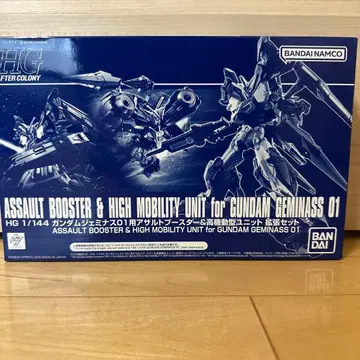 HG
AFTER COLONY
BANDAI NAMCO
ASSAULT BOOSTER & HIGH MOBILITY UNIT for GUNDAM GEMINASS 01
HG 1/144 ガンダムジェミナス01用アサルトブースター&高機動型ユニット 拡張セット
ASSAULT BOOSTER & HIGH MOBILITY UNIT for GUNDAM GEMINASS 01
BAN
DAI